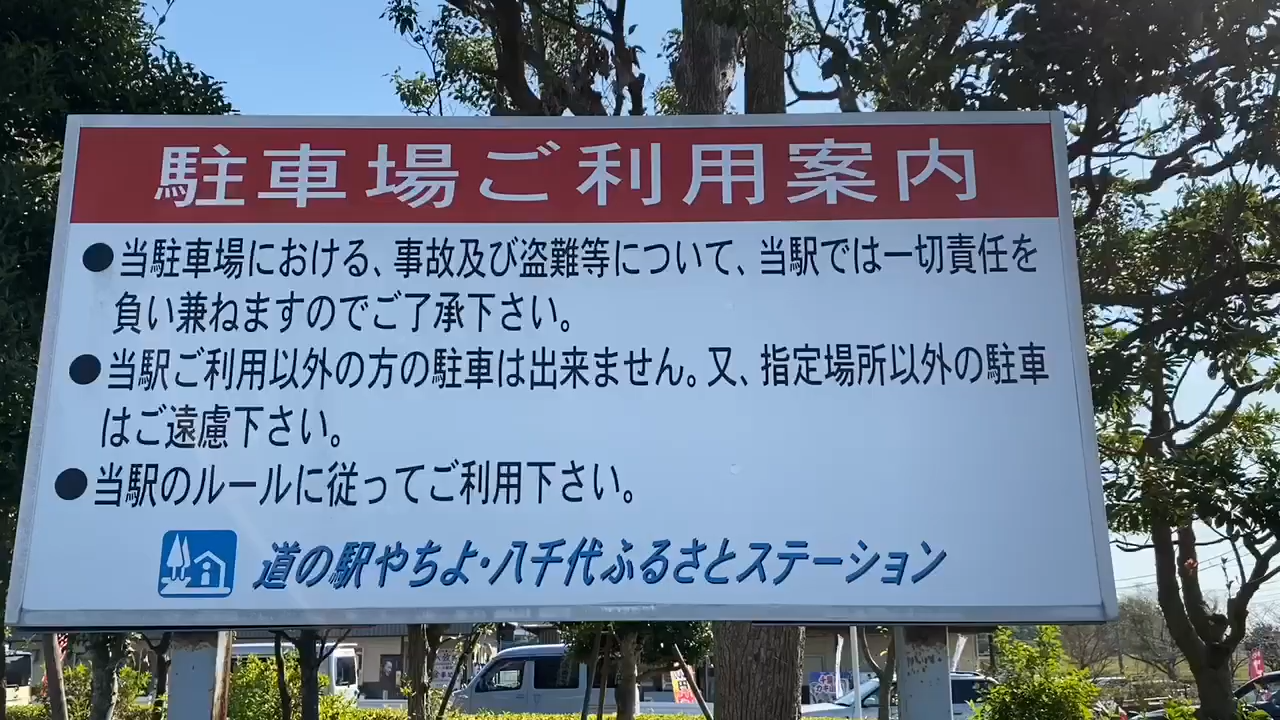 駐車場ご利用案内
●当駐車場における、事故及び盗難等について、当駅では一切責任を
負い兼ねますのでご了承下さい。
●当駅ご利用以外の方の駐車は出来ません。又、指定場所以外の駐車
はご遠慮下さい。
●当駅のルールに従ってご利用下さい。
道の駅やちよ・八千代ふるさとステーション